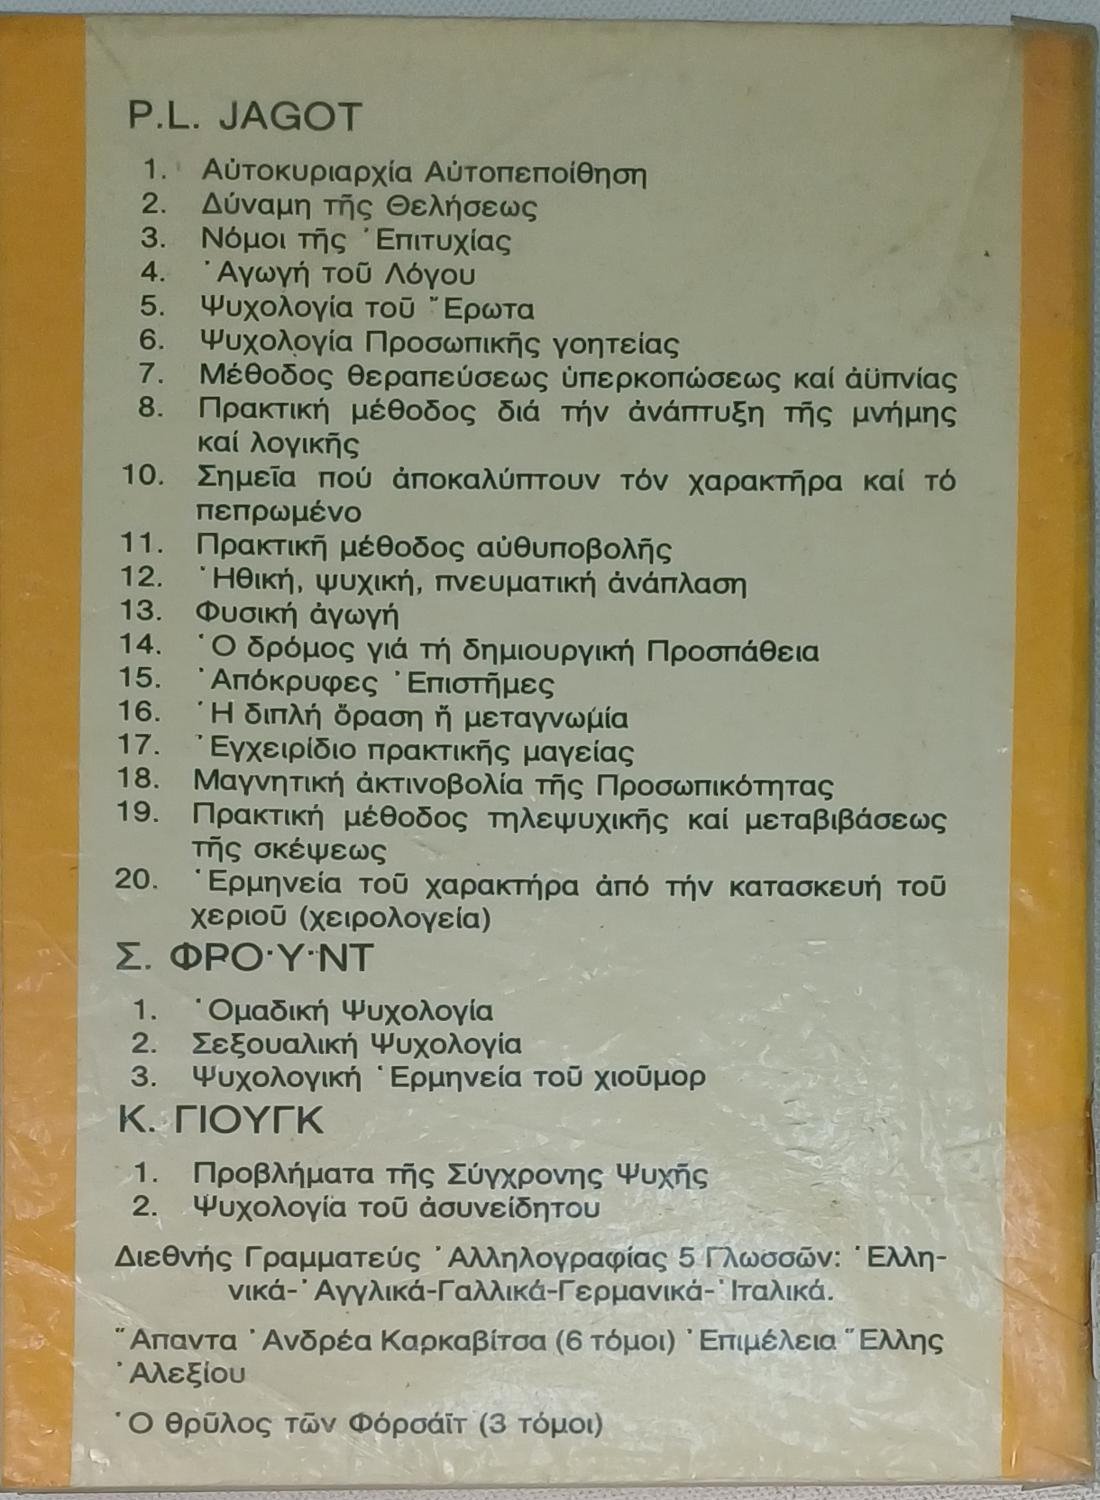 P.L. JAGOT
1. Αὐτοκυριαρχία Αὐτοπεποίθηση
2. Δύναμη τῆς Θελήσεως
3. Νόμοι τῆς Ἐπιτυχίας
4. Ἀγωγή τοῦ Λόγου
5. Ψυχολογία τοῦ Ἔρωτα
6. Ψυχολογία Προσωπικῆς γοητείας
7. Μέθοδος θεραπεύσεως ὑπερκοπώσεως καί ἀϋπνίας
8. Πρακτική μέθοδος διά τήν ἀνάπτυξη τῆς μνήμης
καί λογικῆς
10. Σημεῖα πού ἀποκαλύπτουν τόν χαρακτῆρα καί τό
πεπρωμένο
11. Πρακτικῆ μέθοδος αὐθυποβολῆς
12. Ἠθική, ψυχική, πνευματική ἀνάπλαση
13. Φυσική ἀγωγή
14. Ὁ δρόμος γιά τή δημιουργική Προσπάθεια
15. Ἀπόκρυφες Ἐπιστῆμες
16. Ἡ διπλή ὅραση ἤ μεταγνωμία
17. Ἐγχειρίδιο πρακτικῆς μαγείας
18. Μαγνητική ἀκτινοβολία τῆς Προσωπικότητας
19. Πρακτική μέθοδος τηλεψυχικῆς καί μεταβιβάσεως
τῆς σκέψεως
20. Ἑρμηνεία τοῦ χαρακτήρα ἀπό τήν κατασκευή τοῦ
χεριοῦ (χειρολογεία)
Σ. ΦΡΟ·Υ·ΝΤ
1. Ὁμαδική Ψυχολογία
2. Σεξουαλική Ψυχολογία
3. Ψυχολογική Ἑρμηνεία τοῦ χιοῦμορ
Κ. ΓΙΟΥΓΚ
1. Προβλήματα τῆς Σύγχρονης Ψυχῆς
2. Ψυχολογία τοῦ ἀσυνείδητου
Διεθνής Γραμματεύς Ἀλληλογραφίας 5 Γλωσσῶν: Ἑλλη-
νικά-Ἀγγλικά-Γαλλικά-Γερμανικά-Ἰταλικά.
Ἅπαντα Ἀνδρέα Καρκαβίτσα (6 τόμοι) Ἐπιμέλεια Ἕλλης
Ἀλεξίου
Ὁ θρῦλος τῶν Φόρσάϊτ (3 τόμοι)